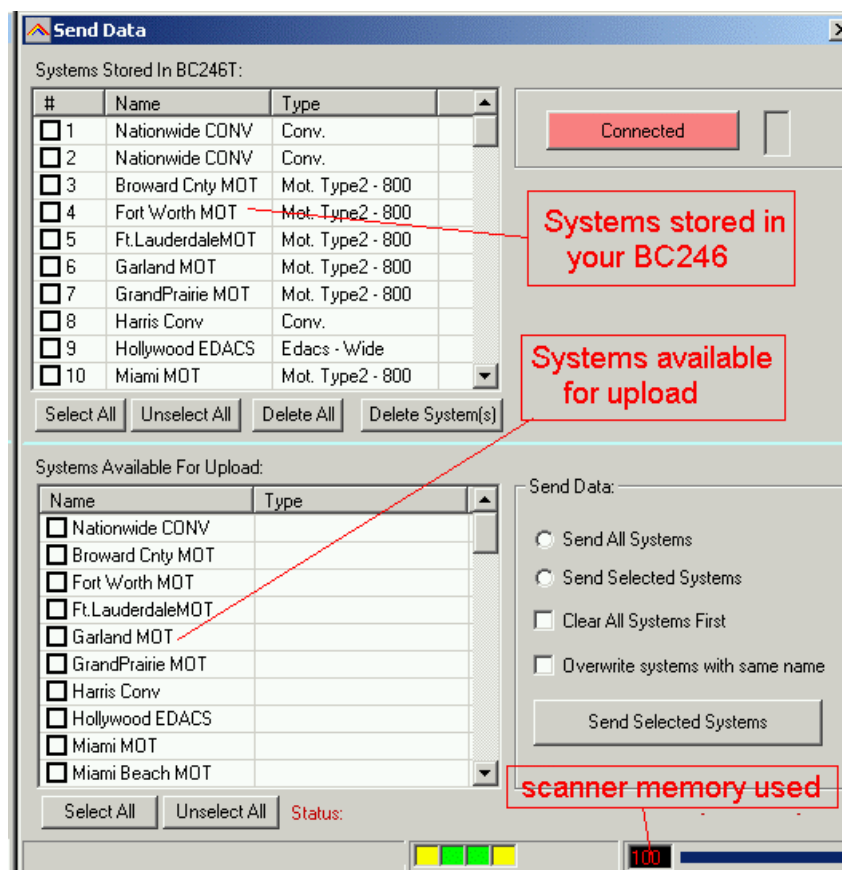 Send Data
Systems Stored In BC246T:
# Name Type
1 Nationwide CONV Conv.
2 Nationwide CONV Conv.
3 Broward Cnty MOT Mot. Type2 - 800
4 Fort Worth MOT Mot. Type2 - 800
5 Ft.LauderdaleMOT Mot. Type2 - 800
6 Garland MOT Mot. Type2 - 800
7 GrandPrairie MOT Mot. Type2 - 800
8 Harris Conv Conv.
9 Hollywood EDACS Edacs - Wide
10 Miami MOT Mot. Type2 - 800
Select All Unselect All Delete All Delete System(s)
Connected
Systems stored in
your BC246
Systems available
for upload
Systems Available For Upload:
Name Type
Nationwide CONV
Broward Cnty MOT
Fort Worth MOT
Ft.LauderdaleMOT
Garland MOT
GrandPrairie MOT
Harris Conv
Hollywood EDACS
Miami MOT
Miami Beach MOT
Select All Unselect All Status:
Send Data:
Send All Systems
Send Selected Systems
Clear All Systems First
Overwrite systems with same name
Send Selected Systems
scanner memory used
- -
100